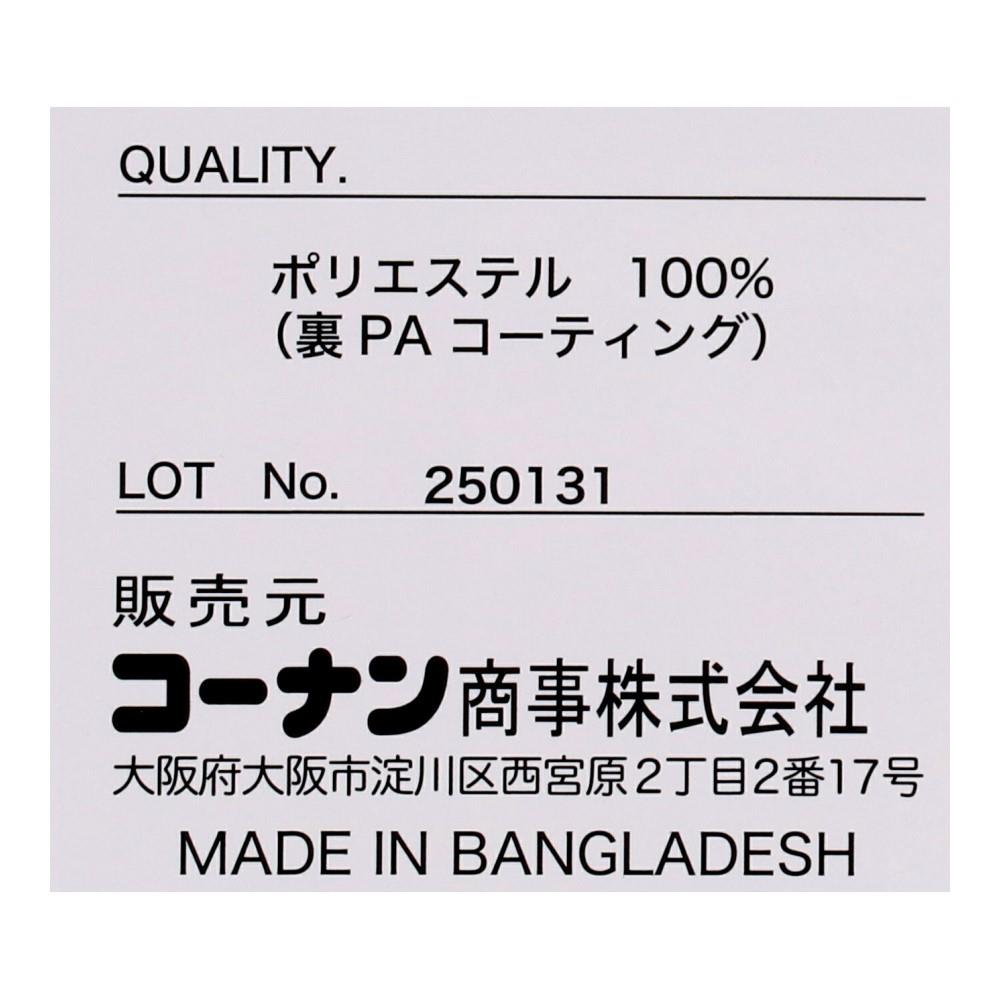 QUALITY.
ポリエステル　100%
（裏PAコーティング）
LOT　No.　250131
販売元
コーナン商事株式会社
大阪府大阪市淀川区西宮原2丁目2番17号
MADE IN BANGLADESH